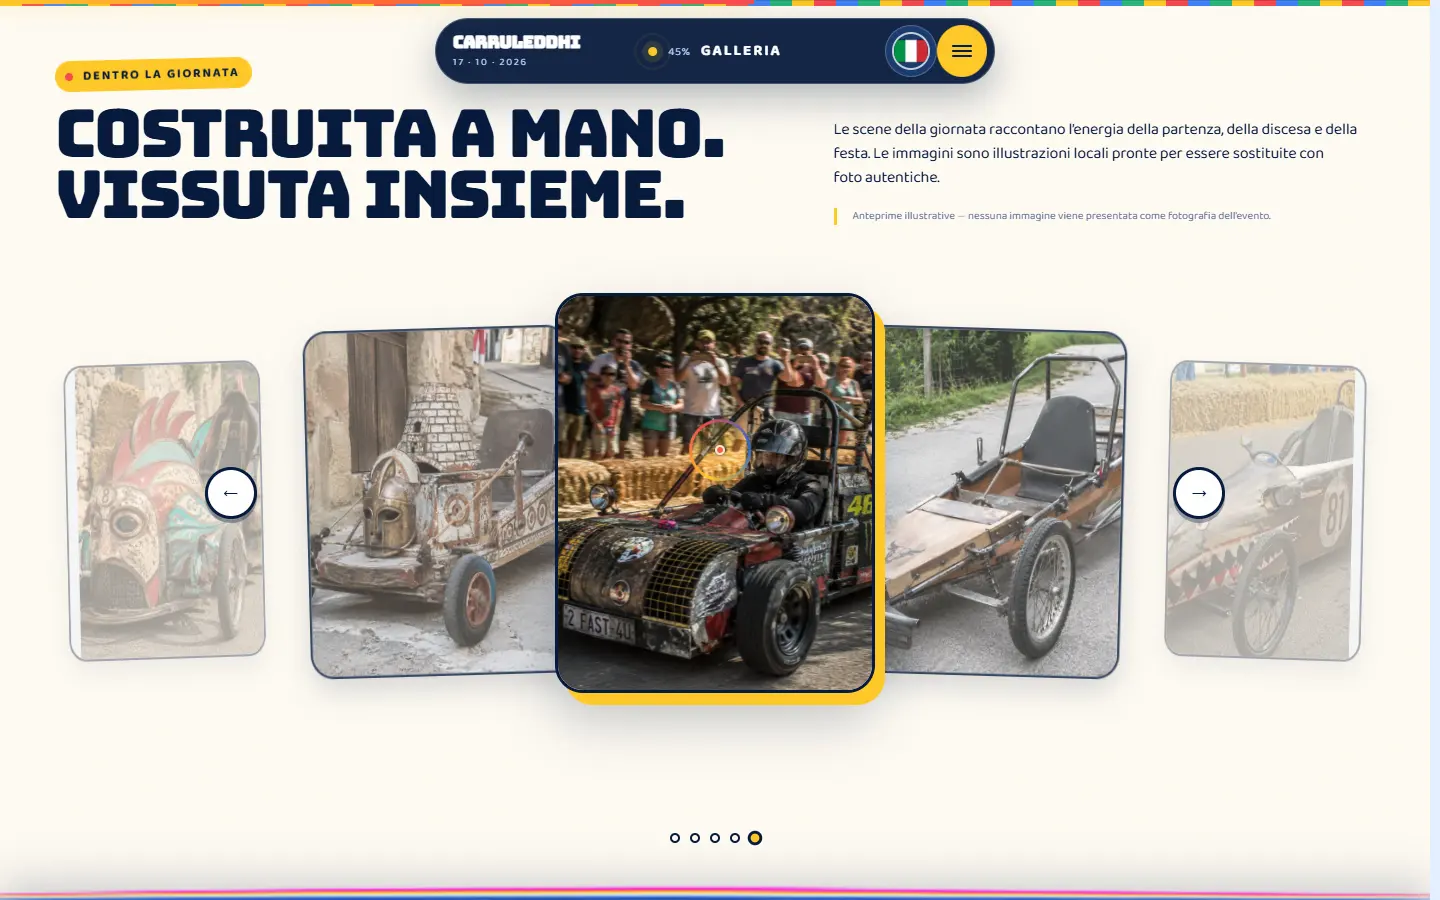 CARRULEDDHI
17 · 10 · 2026
45% GALLERIA
DENTRO LA GIORNATA
COSTRUITA A MANO.
VISSUTA INSIEME.
Le scene della giornata raccontano l'energia della partenza, della discesa e della
festa. Le immagini sono illustrazioni locali pronte per essere sostituite con
foto autentiche.
Anteprime illustrative — nessuna immagine viene presentata come fotografia dell'evento.
←
→
46
2 FAST-4U
81